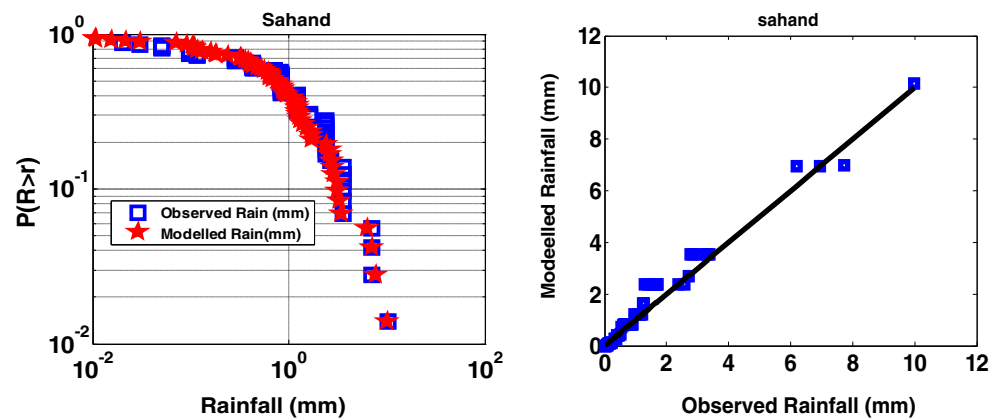 Sahand
10^0
10^-1
10^-2
P(R>r)
Observed Rain (mm)
Modelled Rain(mm)
10^-2
10^0
10^2
Rainfall (mm)
sahand
12
10
8
6
4
2
0
Modeelled Rainfall (mm)
0 2 4 6 8 10 12
Observed Rainfall (mm)